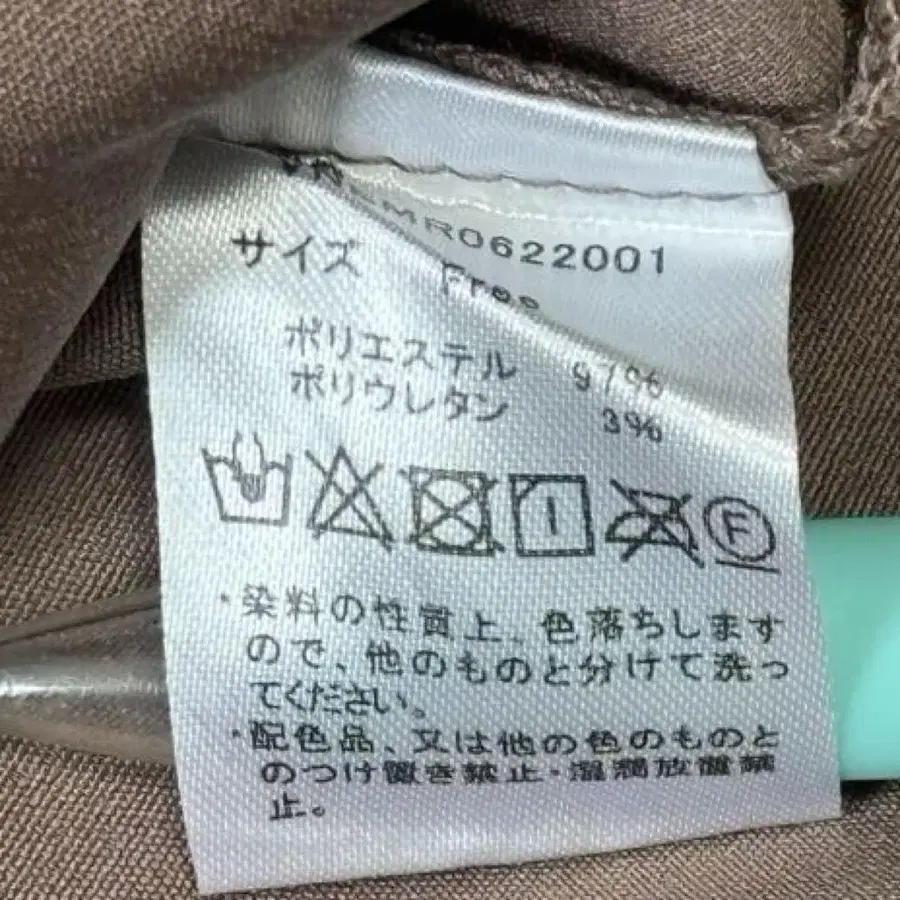 MR0622001
サイズ Free
ポリエステル 97%
ポリウレタン 3%
F
・染料の性質上、色落ちします
ので、他のものと分けて洗っ
てください。
・配色品、又は他の色のものと
のつけ置き禁止・湿潤放置禁
止。